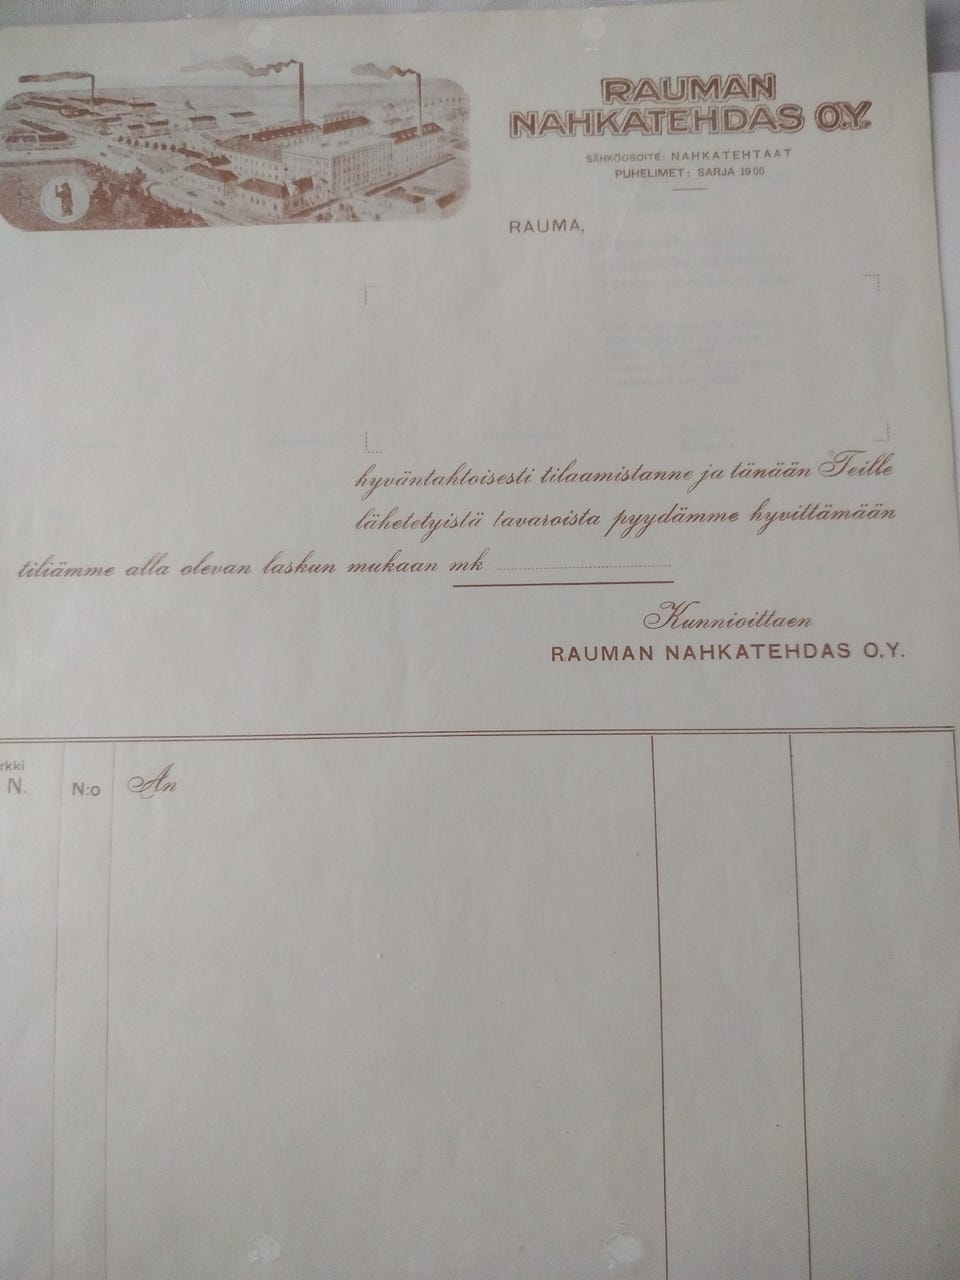 RAUMAN
NAHKATEHDAS O.Y.
SÄHKÖOSOITE: NAHKATEHTAAT
PUHELIMET: SARJA 1900
RAUMA,
hyväntahtoisesti tilaamistanne ja tänään Teille
lähetetyistä tavaroista pyydämme hyvittämään
tiliämme alla olevan laskun mukaan mk
Kunnioittaen
RAUMAN NAHKATEHDAS O.Y.
rkki
N.
N:o
An